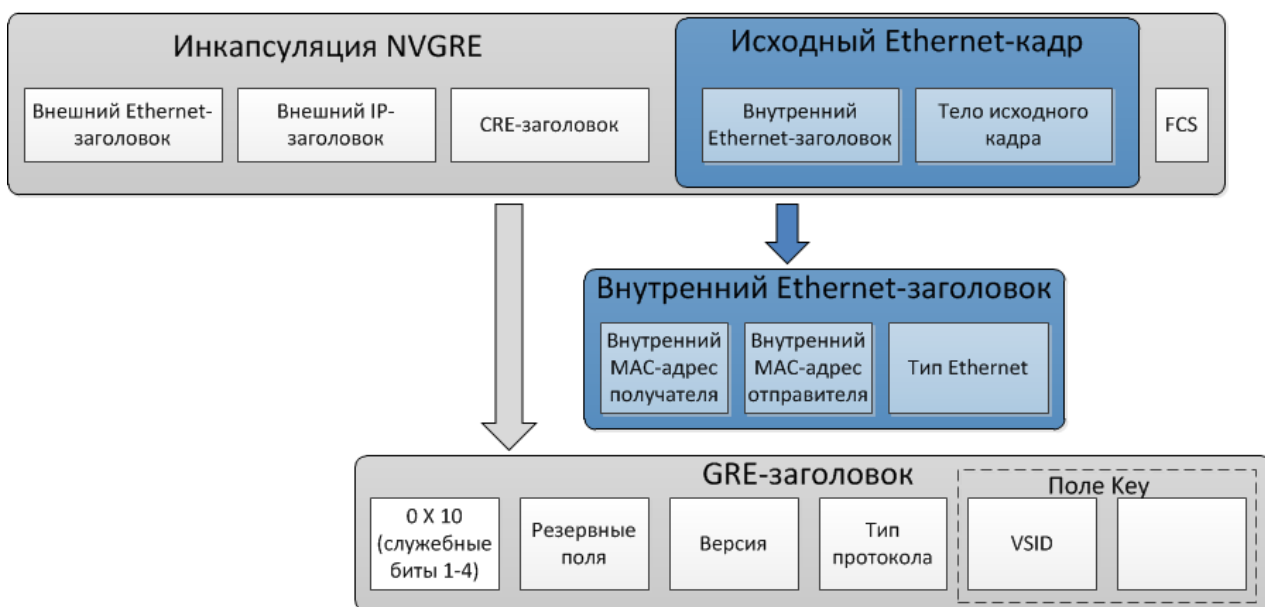 Инкапсуляция NVGRE
Исходный Ethernet-кадр
Внешний Ethernet-
заголовок
Внешний IP-
заголовок
CRE-заголовок
Внутренний
Ethernet-заголовок
Тело исходного
кадра
FCS
Внутренний Ethernet-заголовок
Внутренний
MAC-адрес
получателя
Внутренний
MAC-адрес
отправителя
Тип Ethernet
GRE-заголовок
Поле Key
0 X 10
(служебные
биты 1-4)
Резервные
поля
Версия
Тип
протокола
VSID